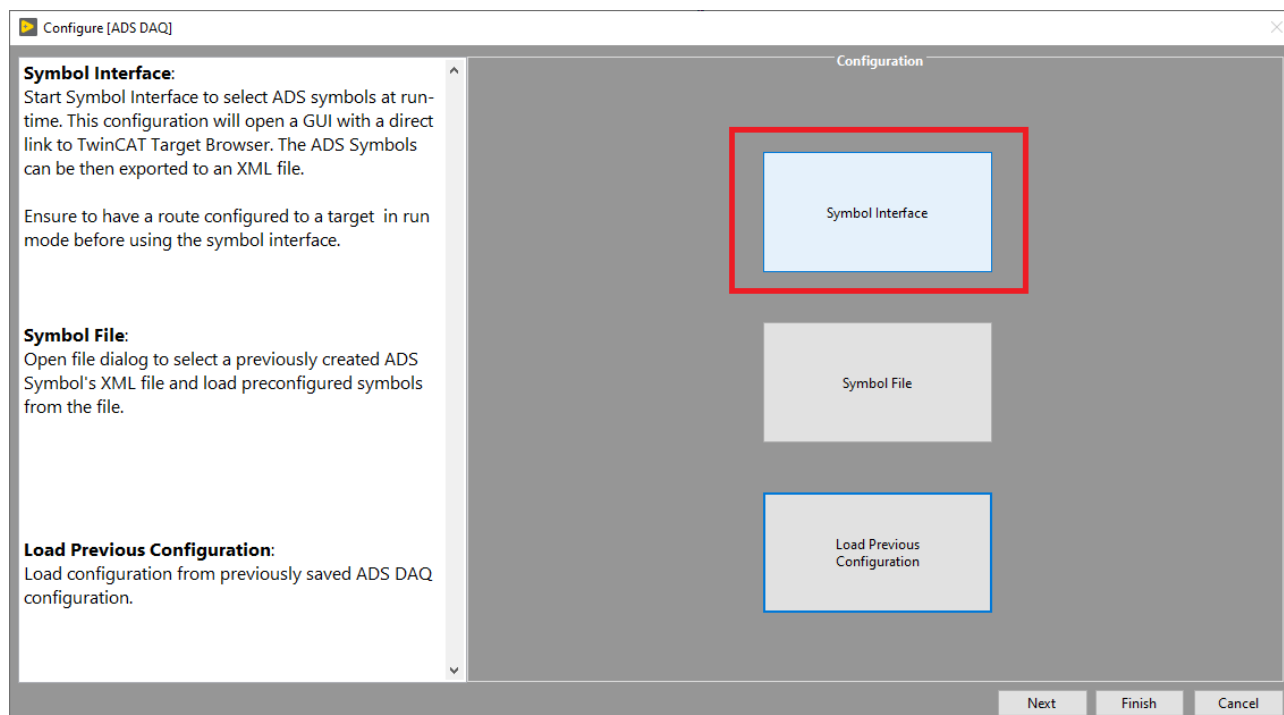 Configure [ADS DAQ]
Symbol Interface:
Start Symbol Interface to select ADS symbols at run-
time. This configuration will open a GUI with a direct
link to TwinCAT Target Browser. The ADS Symbols
can be then exported to an XML file.
Ensure to have a route configured to a target in run
mode before using the symbol interface.
Symbol File:
Open file dialog to select a previously created ADS
Symbol's XML file and load preconfigured symbols
from the file.
Load Previous Configuration:
Load configuration from previously saved ADS DAQ
configuration.
Configuration
Symbol Interface
Symbol File
Load Previous
Configuration
Next
Finish
Cancel